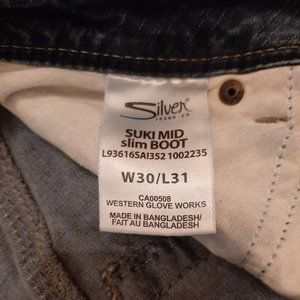 Silver
JEANS CO.
SUKI MID
slim BOOT
L93616SAI352 1002235
W30/L31
CA00508
WESTERN GLOVE WORKS
MADE IN BANGLADESH/
FAIT AU BANGLADESH